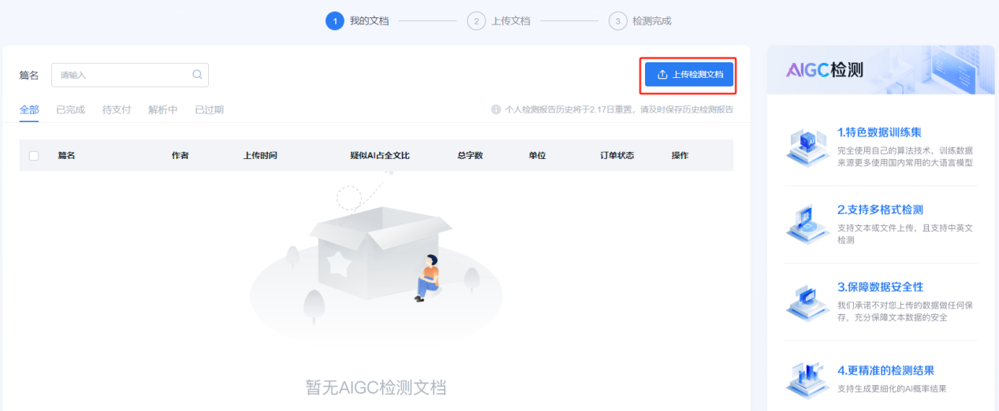 1 我的文档 2 上传文档 3 检测完成
篇名 请输入 上传检测文档
全部 已完成 待支付 解析中 已过期 个人检测报告历史将于2.17日重置，请及时保存历史检测报告
篇名 作者 上传时间 疑似AI占全文比 总字数 单位 订单状态 操作
暂无AIGC检测文档
AIGC检测
1.特色数据训练集
完全使用自己的算法技术，训练数据
来源更多使用国内常用的大语言模型
2.支持多格式检测
支持文本或文件上传，且支持中英文
检测
3.保障数据安全性
我们承诺不对您上传的数据做任何保
存，充分保障文本数据的安全
4.更精准的检测结果
支持生成更细化的AI概率结果